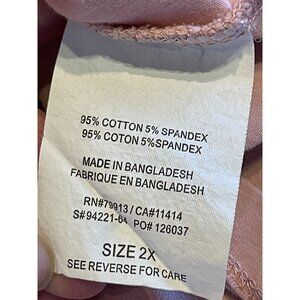 95% COTTON 5% SPANDEX
95% COTON 5%SPANDEX
MADE IN BANGLADESH
FABRIQUE EN BANGLADESH
RN#79913 / CA#11414
S# 94221-64 PO# 126037
SIZE 2X
SEE REVERSE FOR CARE